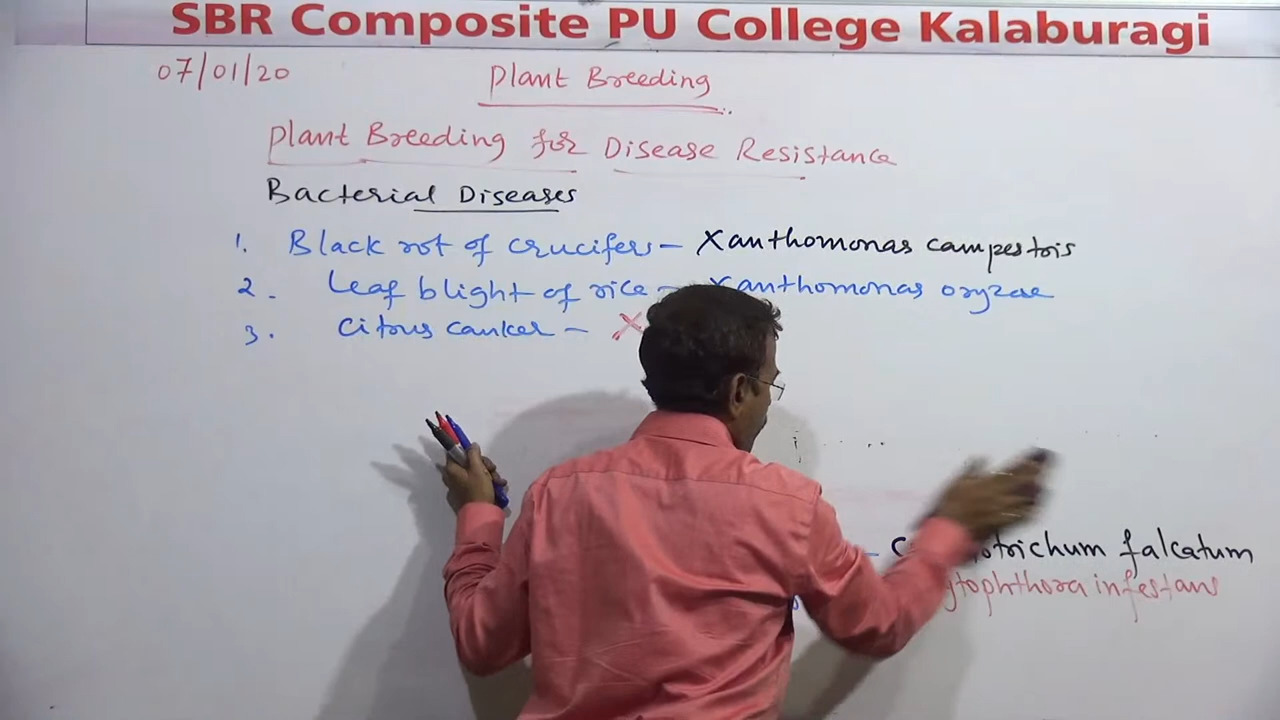 SBR Composite PU College Kalaburagi
07/01/20
Plant Breeding
Plant Breeding for Disease Resistance
Bacterial Diseases
1. Black rot of crucifers - Xanthomonas campestris
2. Leaf blight of rice - Xanthomonas oryzae
3. Citrus canker - X
falcatum
infestans